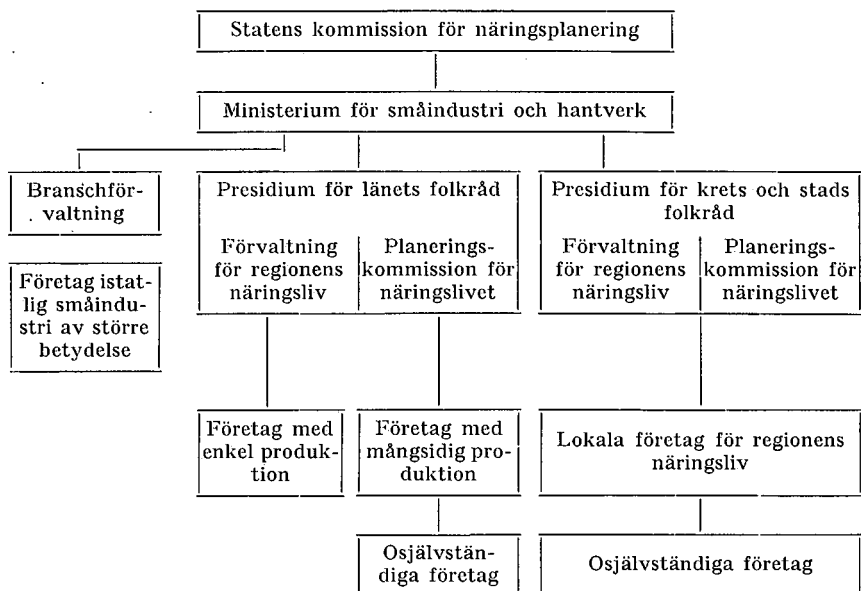 Statens kommission för näringsplanering
Ministerium för småindustri och hantverk
Branschför-
valtning
Företag istat-
lig småindu-
stri av större
betydelse
Presidium för länets folkråd
Förvaltning
för regionens
näringsliv
Planerings-
kommission för
näringslivet
Presidium för krets och stads
folkråd
Förvaltning
för regionens
näringsliv
Planerings-
kommission för
näringslivet
Företag med
enkel produk-
tion
Företag med
mångsidig pro-
duktion
Lokala företag för regionens
näringsliv
Osjälvstän-
diga företag
Osjälvständiga företag